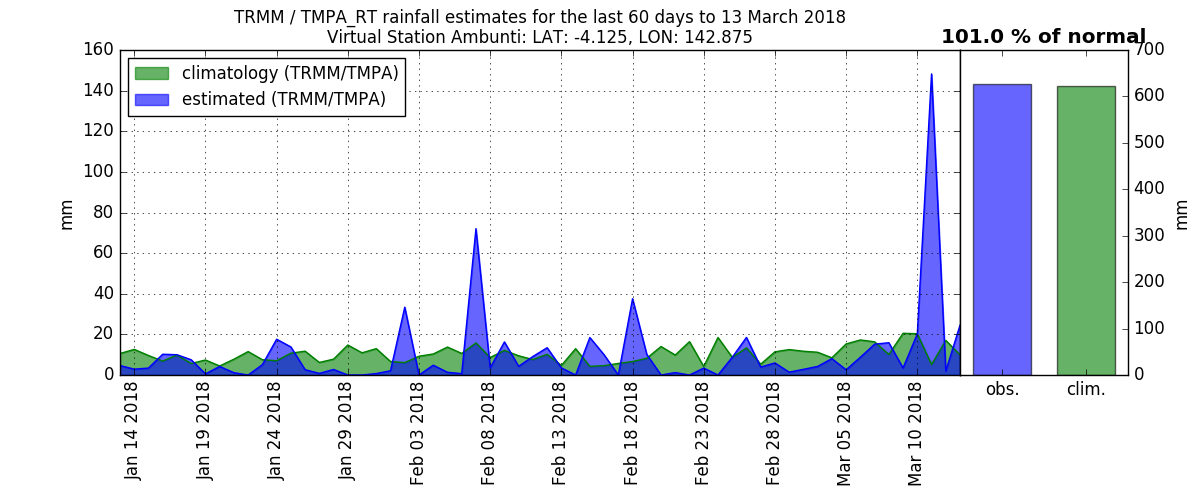 TRMM / TMPA_RT rainfall estimates for the last 60 days to 13 March 2018
Virtual Station Ambunti: LAT: -4.125, LON: 142.875
101.0 % of normal
climatology (TRMM/TMPA)
estimated (TRMM/TMPA)
mm
160
140
120
100
80
60
40
20
0
Jan 14 2018
Jan 19 2018
Jan 24 2018
Jan 29 2018
Feb 03 2018
Feb 08 2018
Feb 13 2018
Feb 18 2018
Feb 23 2018
Feb 28 2018
Mar 05 2018
Mar 10 2018
700
600
500
400
300
200
100
0
mm
obs.
clim.